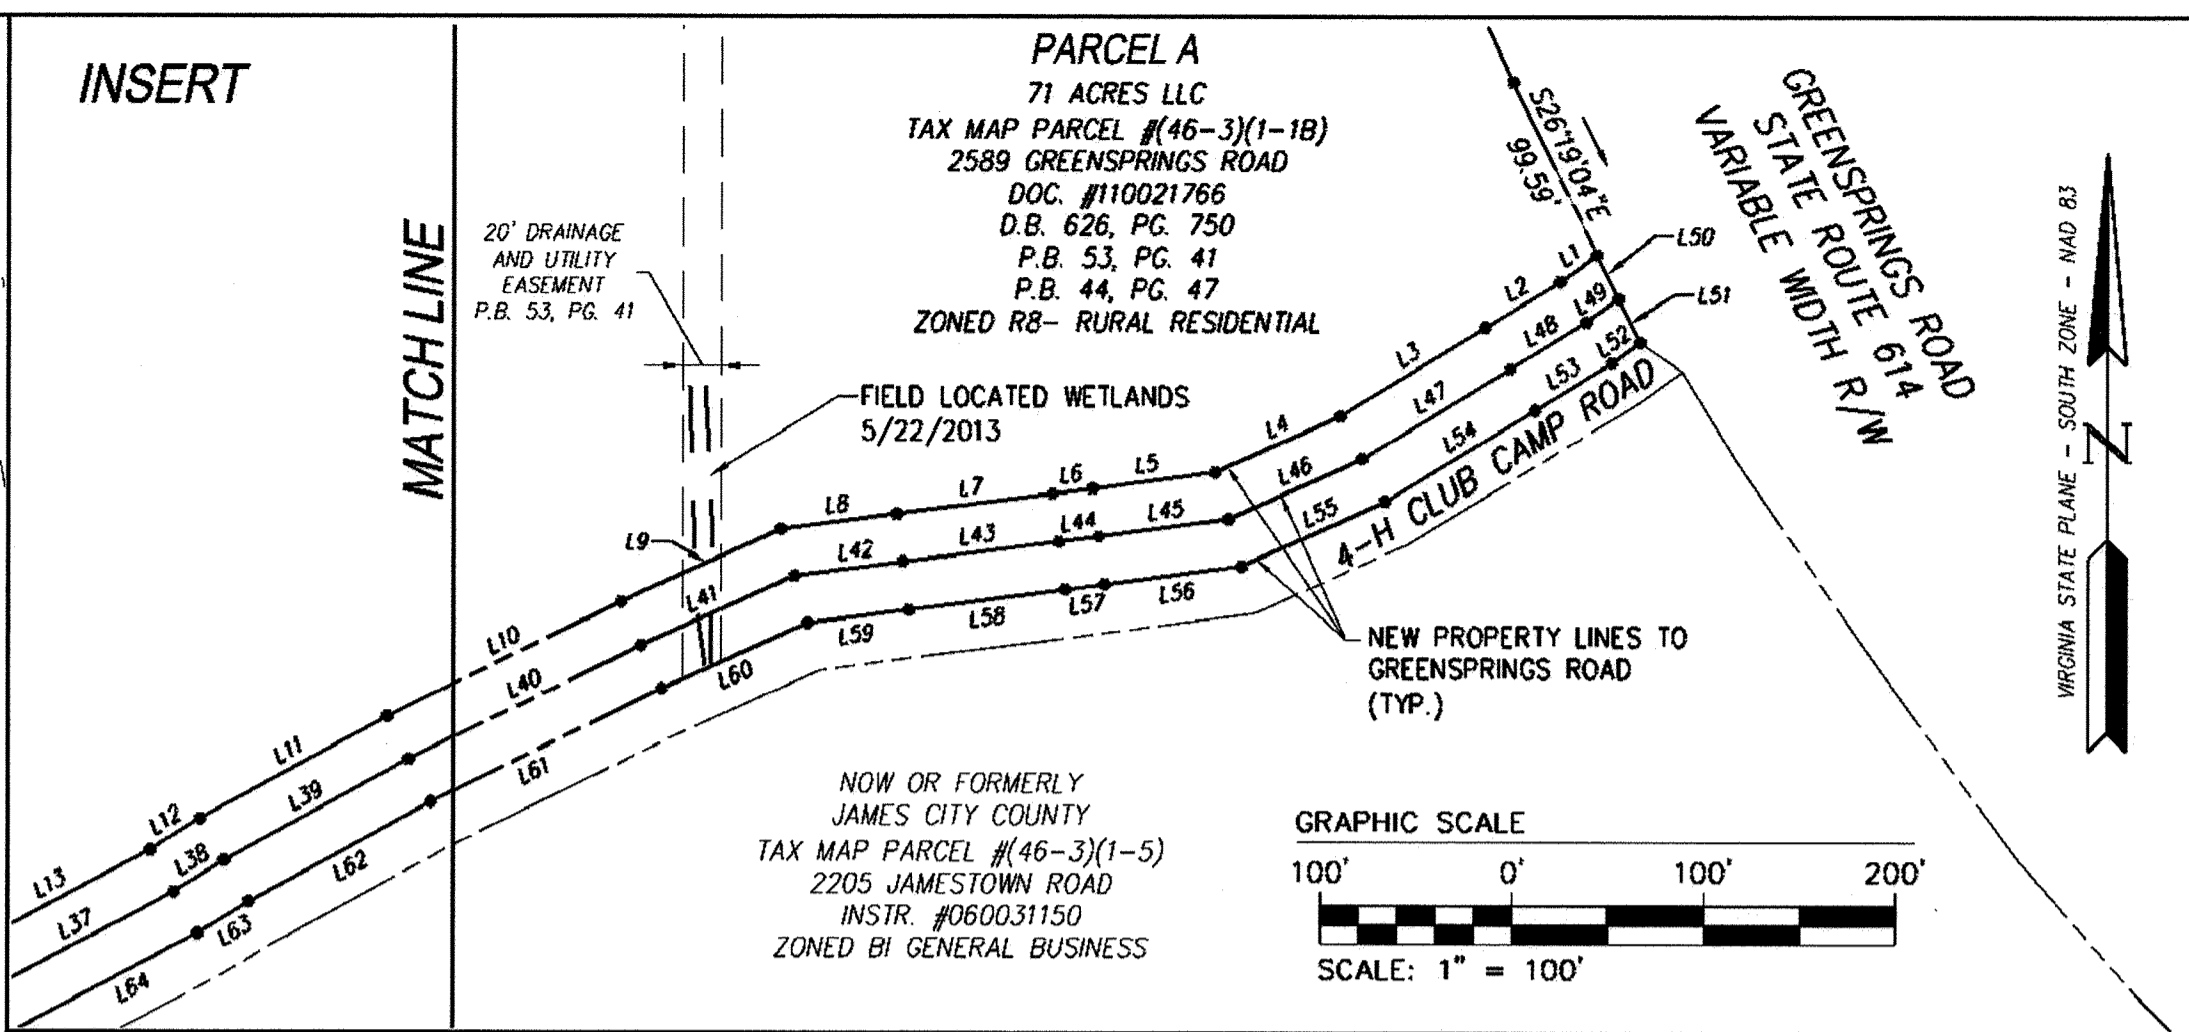 INSERT
MATCH LINE
20' DRAINAGE
AND UTILITY
EASEMENT
P.B. 53, PG. 41
PARCEL A
71 ACRES LLC
TAX MAP PARCEL #(46-3)(1-1B)
2589 GREENSPRINGS ROAD
DOC. #110021766
D.B. 626, PG. 750
P.B. 53, PG. 41
P.B. 44, PG. 47
ZONED R8- RURAL RESIDENTIAL
FIELD LOCATED WETLANDS
5/22/2013
S26°19'04"E
99.59'
GREENSPRINGS ROAD
STATE ROUTE 614
VARIABLE WIDTH R/W
VIRGINIA STATE PLANE - SOUTH ZONE - NAD 83
N
L1
L2
L3
L4
L5
L6
L7
L8
L9
L10
L11
L12
L13
L50
L51
L49
L48
L47
L46
L45
L44
L43
L42
L41
L40
L39
L38
L37
L52
L53
L54
L55
L56
L57
L58
L59
L60
L61
L62
L63
L64
4-H CLUB CAMP ROAD
NEW PROPERTY LINES TO
GREENSPRINGS ROAD
(TYP.)
NOW OR FORMERLY
JAMES CITY COUNTY
TAX MAP PARCEL #(46-3)(1-5)
2205 JAMESTOWN ROAD
INSTR. #060031150
ZONED B1 GENERAL BUSINESS
GRAPHIC SCALE
100' 0' 100' 200'
SCALE: 1" = 100'